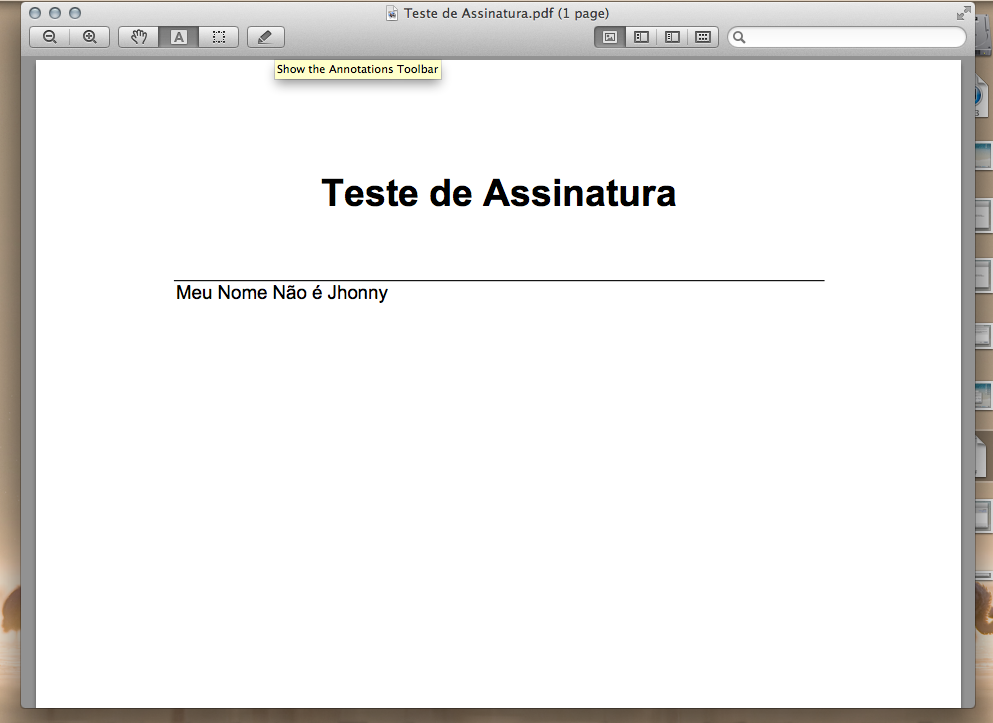 Teste de Assinatura.pdf (1 page)
A
Show the Annotations Toolbar
Teste de Assinatura
Meu Nome Não é Jhonny